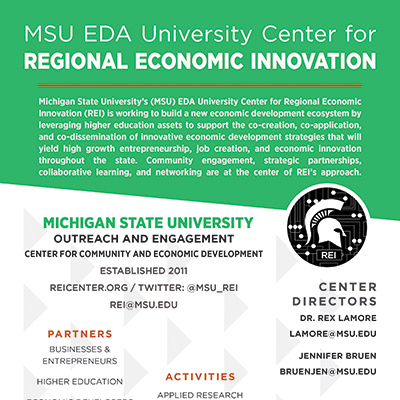 MSU EDA University Center for
REGIONAL ECONOMIC INNOVATION
Michigan State University's (MSU) EDA University Center for Regional Economic
Innovation (REI) is working to build a new economic development ecosystem by
leveraging higher education assets to support the co-creation, co-application,
and co-dissemination of innovative economic development strategies that will
yield high growth entrepreneurship, job creation, and economic innovation
throughout the state. Community engagement, strategic partnerships,
collaborative learning, and networking are at the center of REI's approach.
MICHIGAN STATE UNIVERSITY
OUTREACH AND ENGAGEMENT
CENTER FOR COMMUNITY AND ECONOMIC DEVELOPMENT
ESTABLISHED 2011
REICENTER.ORG / TWITTER: @MSU_REI
REI@MSU.EDU
REI
CENTER
DIRECTORS
DR. REX LAMORE
LAMORE@MSU.EDU
JENNIFER BRUEN
BRUENJEN@MSU.EDU
PARTNERS
BUSINESSES &
ENTREPRENEURS
HIGHER EDUCATION
ECONOMIC DEVELOPERS
ACTIVITIES
APPLIED RESEARCH